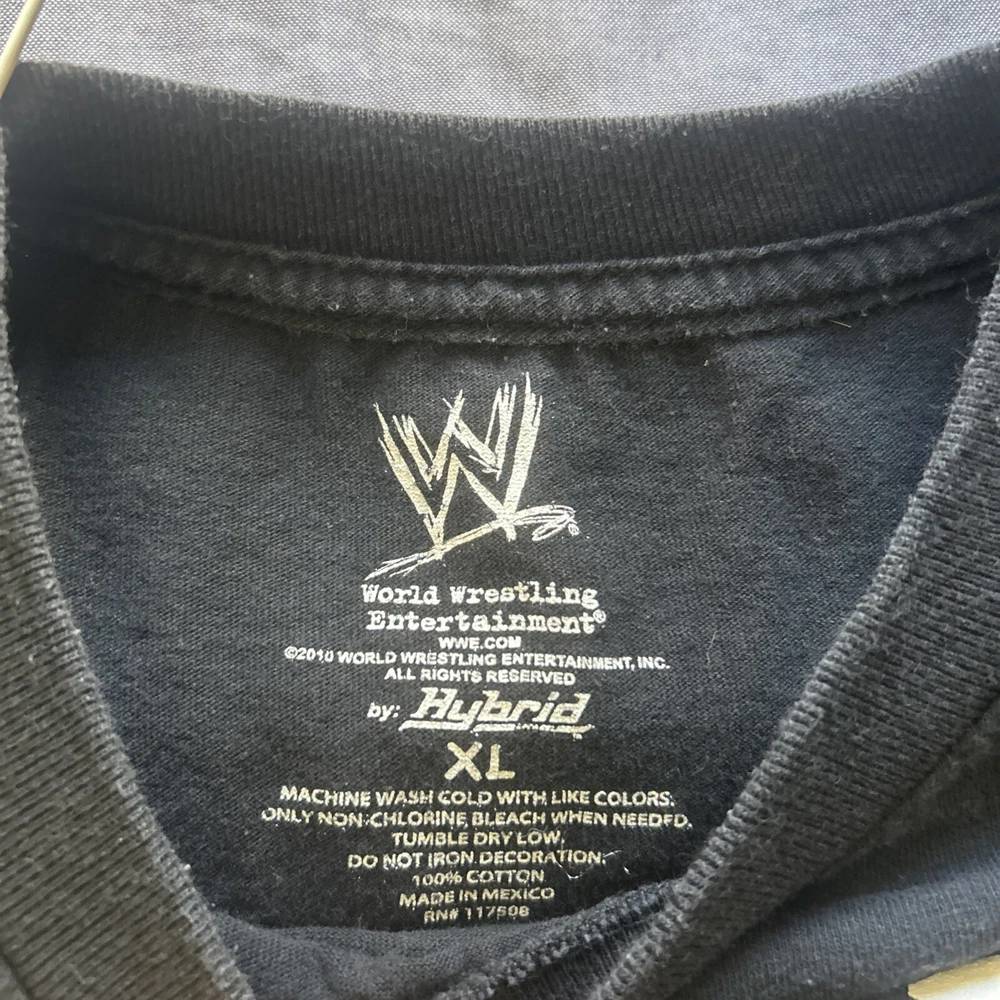 W
World Wrestling
Entertainment®
WWE.COM
©2010 WORLD WRESTLING ENTERTAINMENT, INC.
ALL RIGHTS RESERVED
by: Hybrid
XL
MACHINE WASH COLD WITH LIKE COLORS.
ONLY NON-CHLORINE BLEACH WHEN NEEDED.
TUMBLE DRY LOW.
DO NOT IRON DECORATION.
100% COTTON
MADE IN MEXICO
RN# 117508